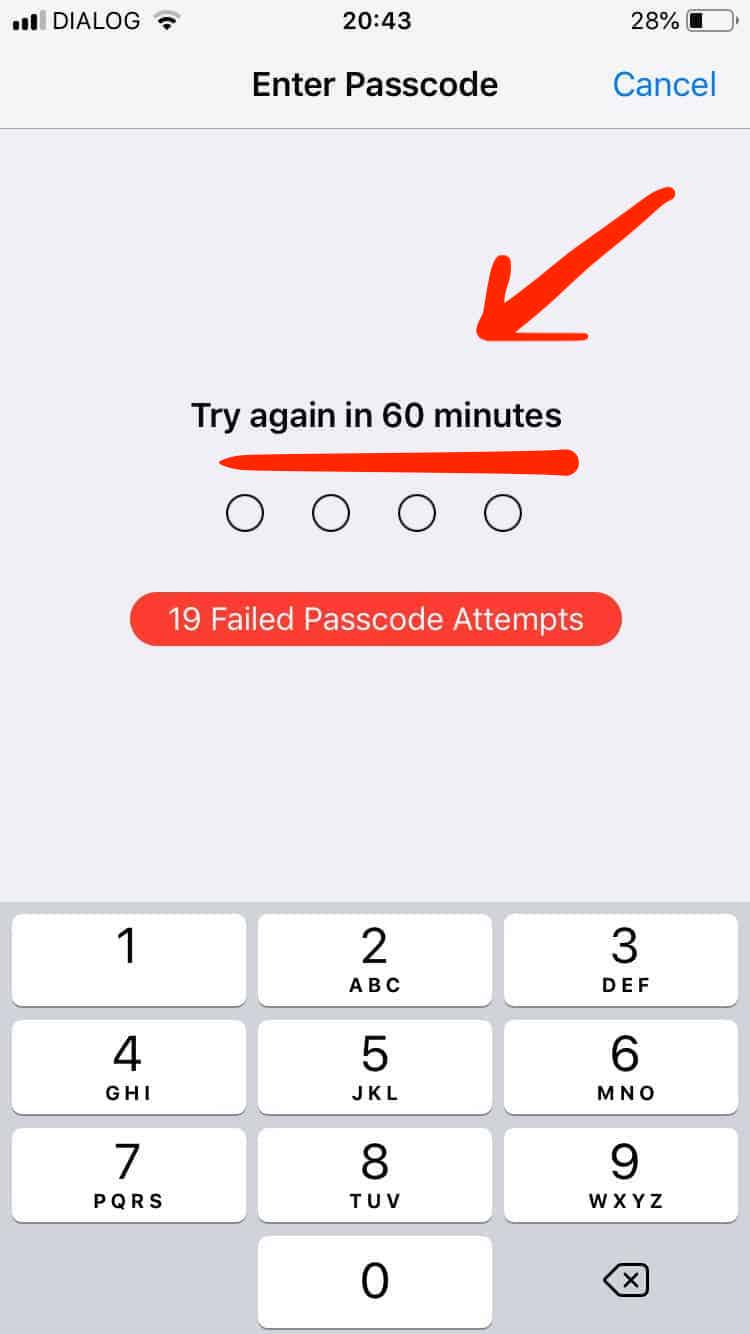 DIALOG 20:43 28%
Enter Passcode Cancel
Try again in 60 minutes
19 Failed Passcode Attempts
1 2 3
ABC DEF
4 5 6
GHI JKL MNO
7 8 9
PQRS TUV WXYZ
0